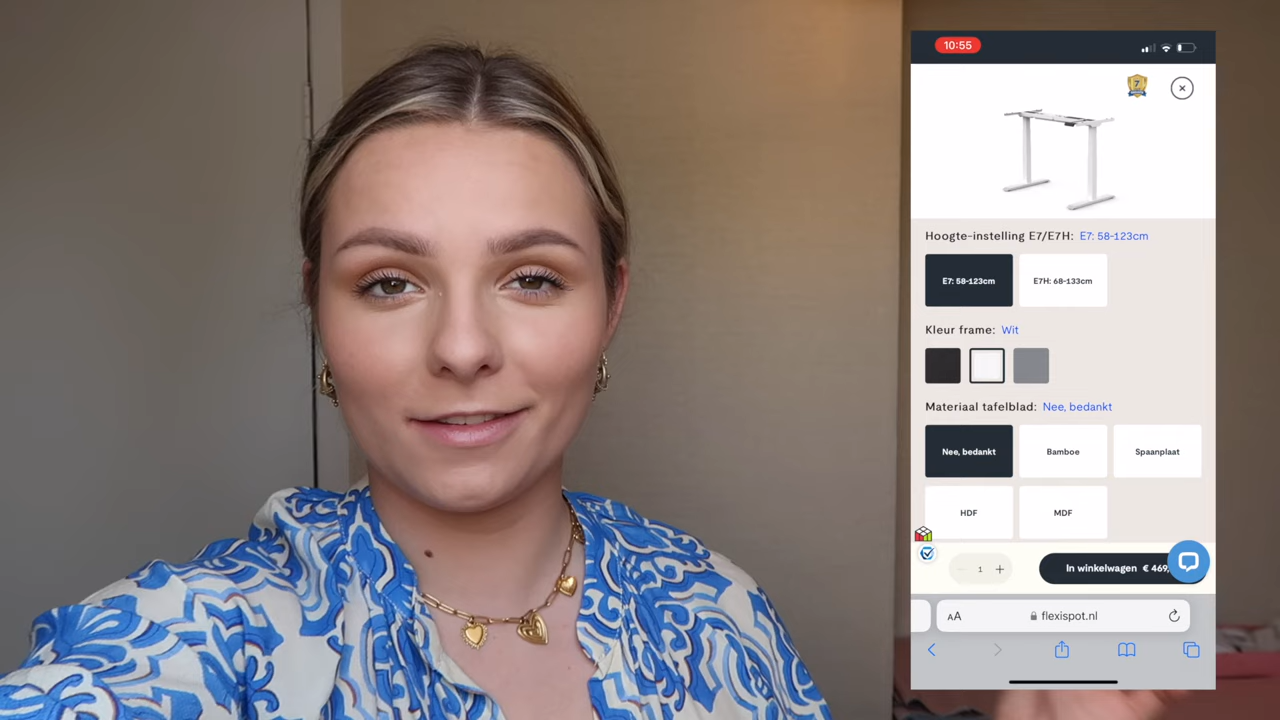 10:55
7
Hoogte-instelling E7/E7H: E7: 58-123cm
E7: 58-123cm
E7H: 68-133cm
Kleur frame: Wit
Materiaal tafelblad: Nee, bedankt
Nee, bedankt
Bamboe
Spaanplaat
HDF
MDF
1 +
In winkelwagen € 469,
AA
flexispot.nl